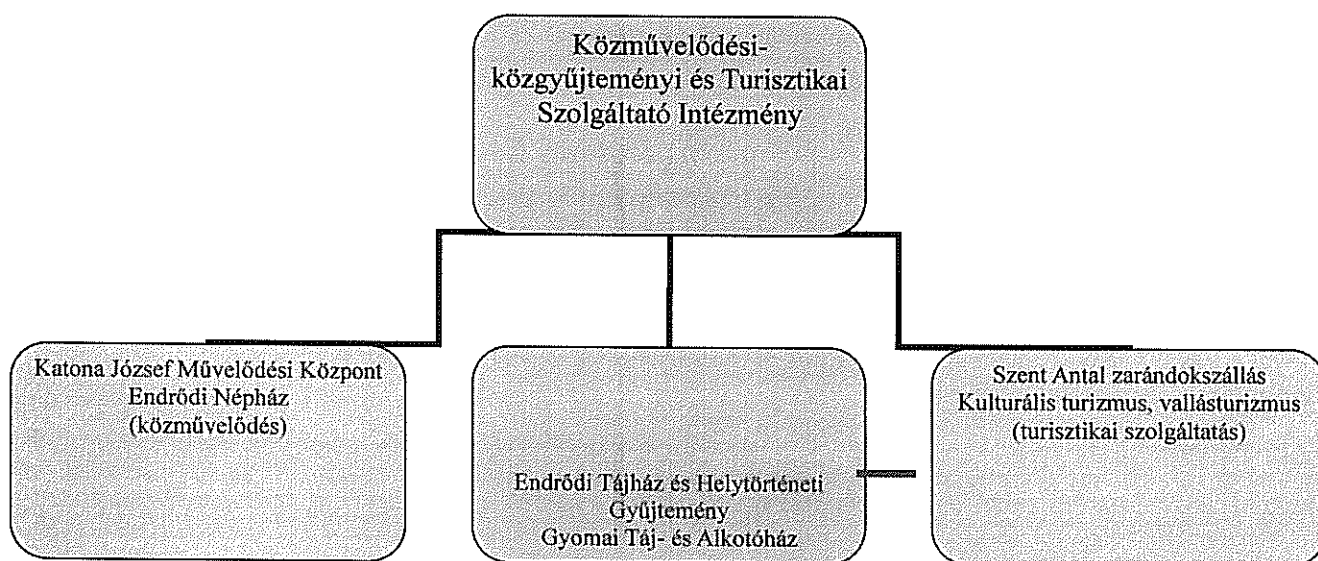 Közművelődési-
közgyűjteményi és Turisztikai
Szolgáltató Intézmény
Katona József Művelődési Központ
Endrődi Népház
(közművelődés)
Endrődi Tájház és Helytörténeti
Gyűjtemény
Gyomai Táj- és Alkotóház
Szent Antal zarándokszállás
Kulturális turizmus, vallásturizmus
(turisztikai szolgáltatás)